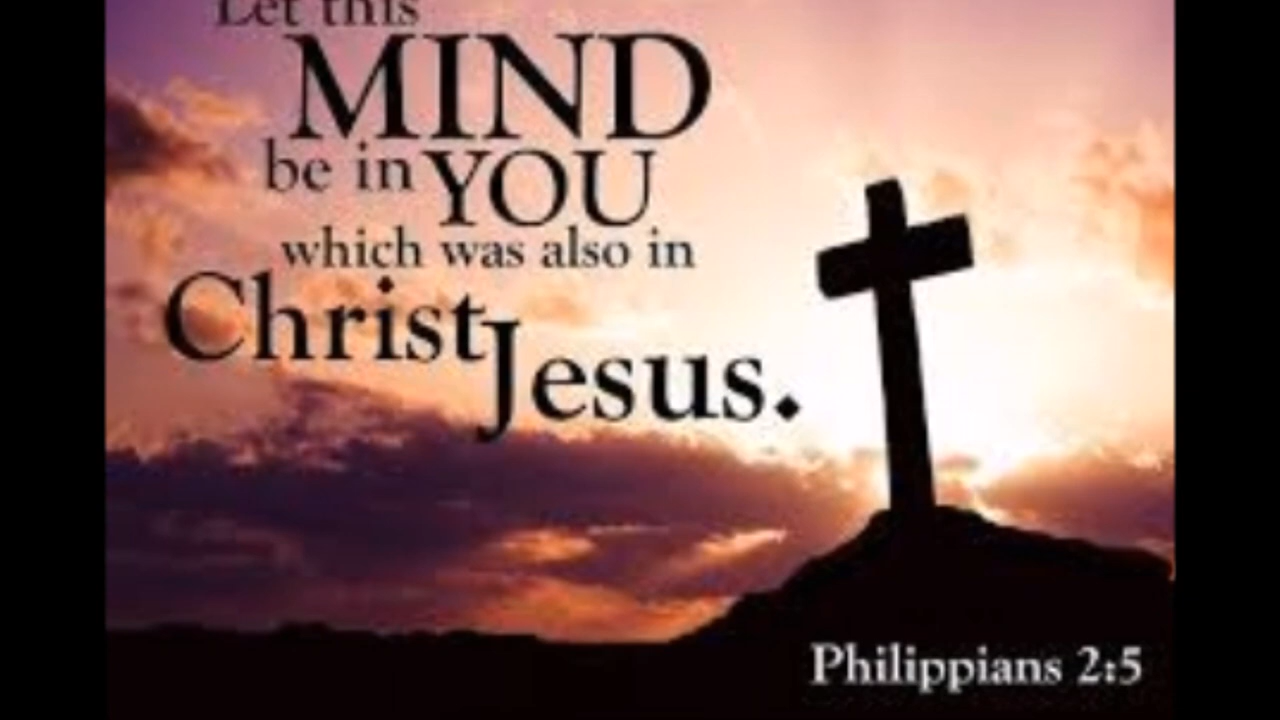 Let this
MIND
be in YOU
which was also in
Christ
Jesus.
Philippians 2:5